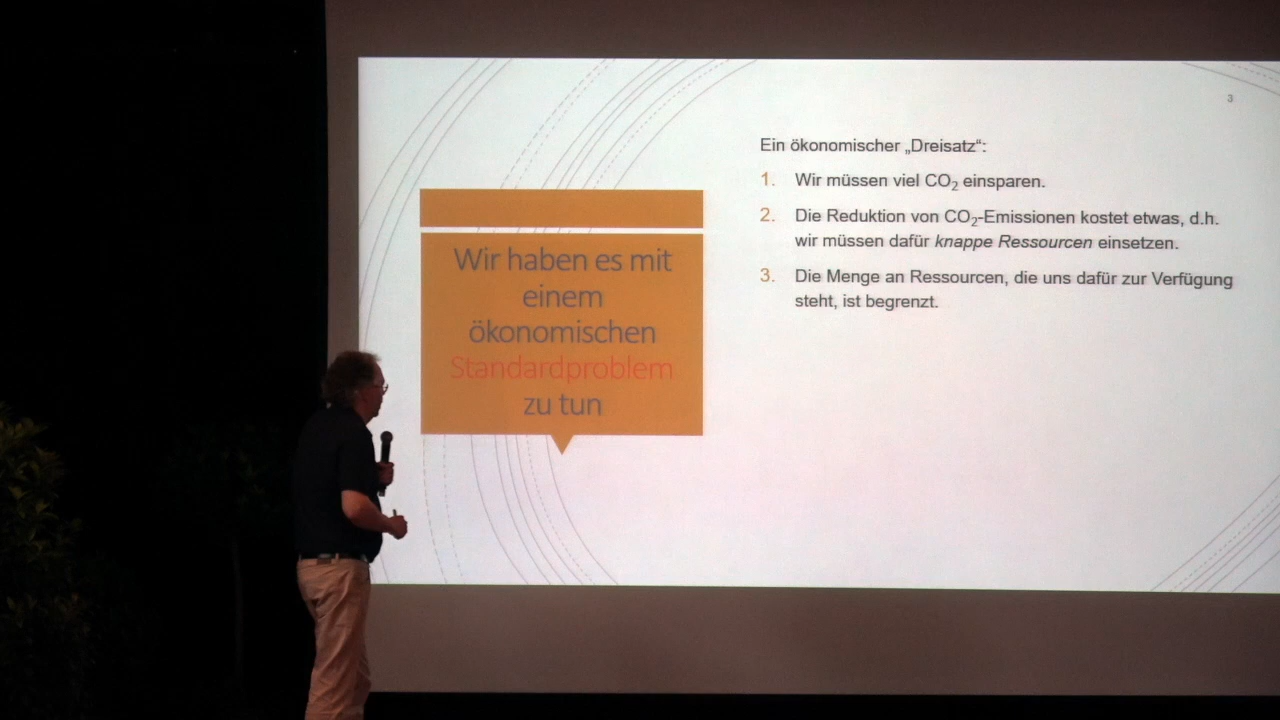 3
Wir haben es mit
einem
ökonomischen
Standardproblem
zu tun
Ein ökonomischer „Dreisatz“:
1. Wir müssen viel CO₂ einsparen.
2. Die Reduktion von CO₂-Emissionen kostet etwas, d.h.
wir müssen dafür knappe Ressourcen einsetzen.
3. Die Menge an Ressourcen, die uns dafür zur Verfügung
steht, ist begrenzt.